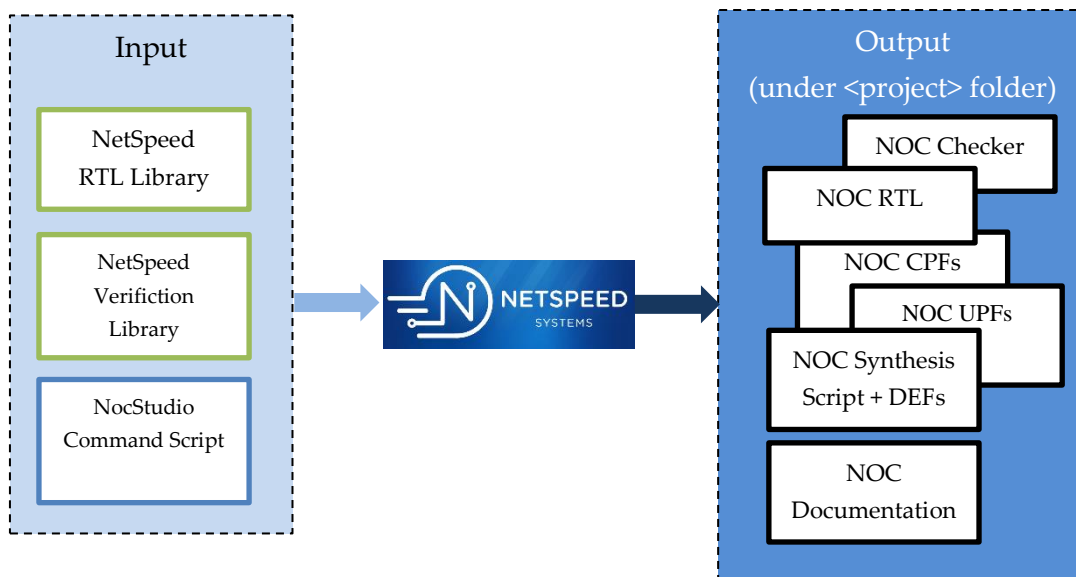 Input
NetSpeed
RTL Library
NetSpeed
Verifiction
Library
NocStudio
Command Script
NETSPEED
SYSTEMS
Output
(under <project> folder)
NOC Checker
NOC RTL
NOC CPFs
NOC UPFs
NOC Synthesis
Script + DEFs
NOC
Documentation